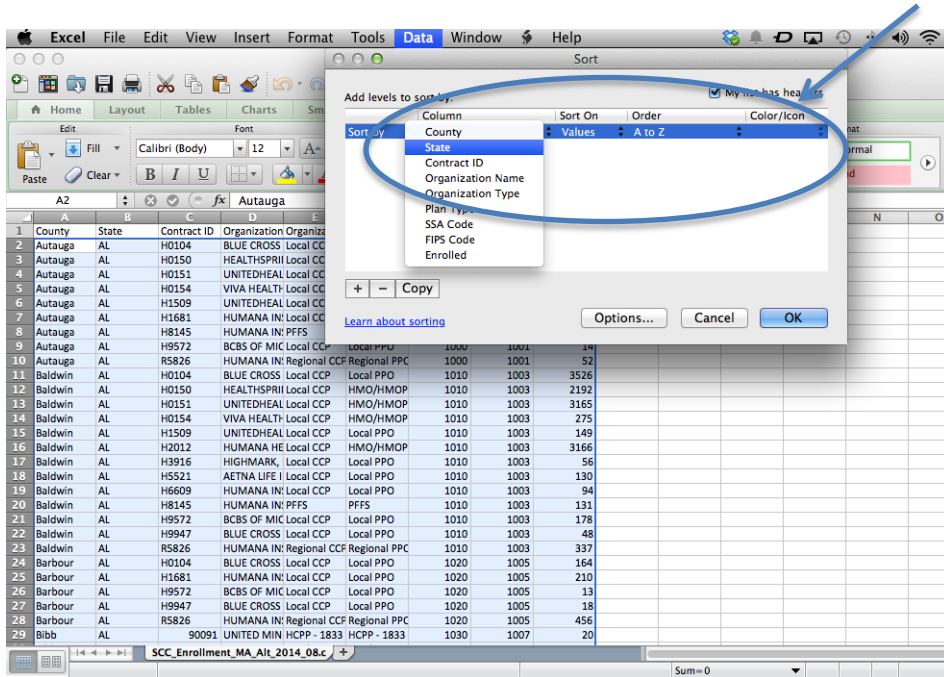 Excel File Edit View Insert Format Tools Data Window Help
Sort
Home Layout Tables Charts
Add levels to sort by:
My list has headers
Edit Font
Column Sort On Order Color/Icon
Fill Calibri (Body) 12 A
Sort by County Values A to Z
State
Contract ID
Organization Name
Organization Type
Plan Type
SSA Code
FIPS Code
Enrolled
Paste Clear B I U
A2 fx Autauga
+ − Copy
Learn about sorting
Options... Cancel OK
A B C D E N O
1 County State Contract ID Organization Organiza
2 Autauga AL H0104 BLUE CROSS Local CC
3 Autauga AL H0150 HEALTHSPRI Local CC
4 Autauga AL H0151 UNITEDHEAL Local CC
5 Autauga AL H0154 VIVA HEALTH Local CC
6 Autauga AL H1509 UNITEDHEAL Local CC
7 Autauga AL H1681 HUMANA INS Local CC
8 Autauga AL H8145 HUMANA INS PFFS
9 Autauga AL H9572 BCBS OF MIC Local CCP Local PPO 1000 1001 14
10 Autauga AL R5826 HUMANA INS Regional CCP Regional PPO 1000 1001 52
11 Baldwin AL H0104 BLUE CROSS Local CCP Local PPO 1010 1003 3526
12 Baldwin AL H0150 HEALTHSPRI Local CCP HMO/HMOP 1010 1003 2192
13 Baldwin AL H0151 UNITEDHEAL Local CCP HMO/HMOP 1010 1003 3165
14 Baldwin AL H0154 VIVA HEALTH Local CCP HMO/HMOP 1010 1003 275
15 Baldwin AL H1509 UNITEDHEAL Local CCP Local PPO 1010 1003 149
16 Baldwin AL H2012 HUMANA HE Local CCP HMO/HMOP 1010 1003 3166
17 Baldwin AL H3916 HIGHMARK, Local CCP Local PPO 1010 1003 56
18 Baldwin AL H5521 AETNA LIFE I Local CCP Local PPO 1010 1003 130
19 Baldwin AL H6609 HUMANA INS Local CCP Local PPO 1010 1003 94
20 Baldwin AL H8145 HUMANA INS PFFS PFFS 1010 1003 131
21 Baldwin AL H9572 BCBS OF MIC Local CCP Local PPO 1010 1003 178
22 Baldwin AL H9947 BLUE CROSS Local CCP Local PPO 1010 1003 48
23 Baldwin AL R5826 HUMANA INS Regional CCP Regional PPO 1010 1003 337
24 Barbour AL H0104 BLUE CROSS Local CCP Local PPO 1020 1005 164
25 Barbour AL H1681 HUMANA INS Local CCP Local PPO 1020 1005 210
26 Barbour AL H9572 BCBS OF MIC Local CCP Local PPO 1020 1005 13
27 Barbour AL H9947 BLUE CROSS Local CCP Local PPO 1020 1005 18
28 Barbour AL R5826 HUMANA INS Regional CCP Regional PPO 1020 1005 456
29 Bibb AL 90091 UNITED MIN HCPP - 1833 HCPP - 1833 1030 1007 20
SCC_Enrollment_MA_Alt_2014_08.c +
Sum=0